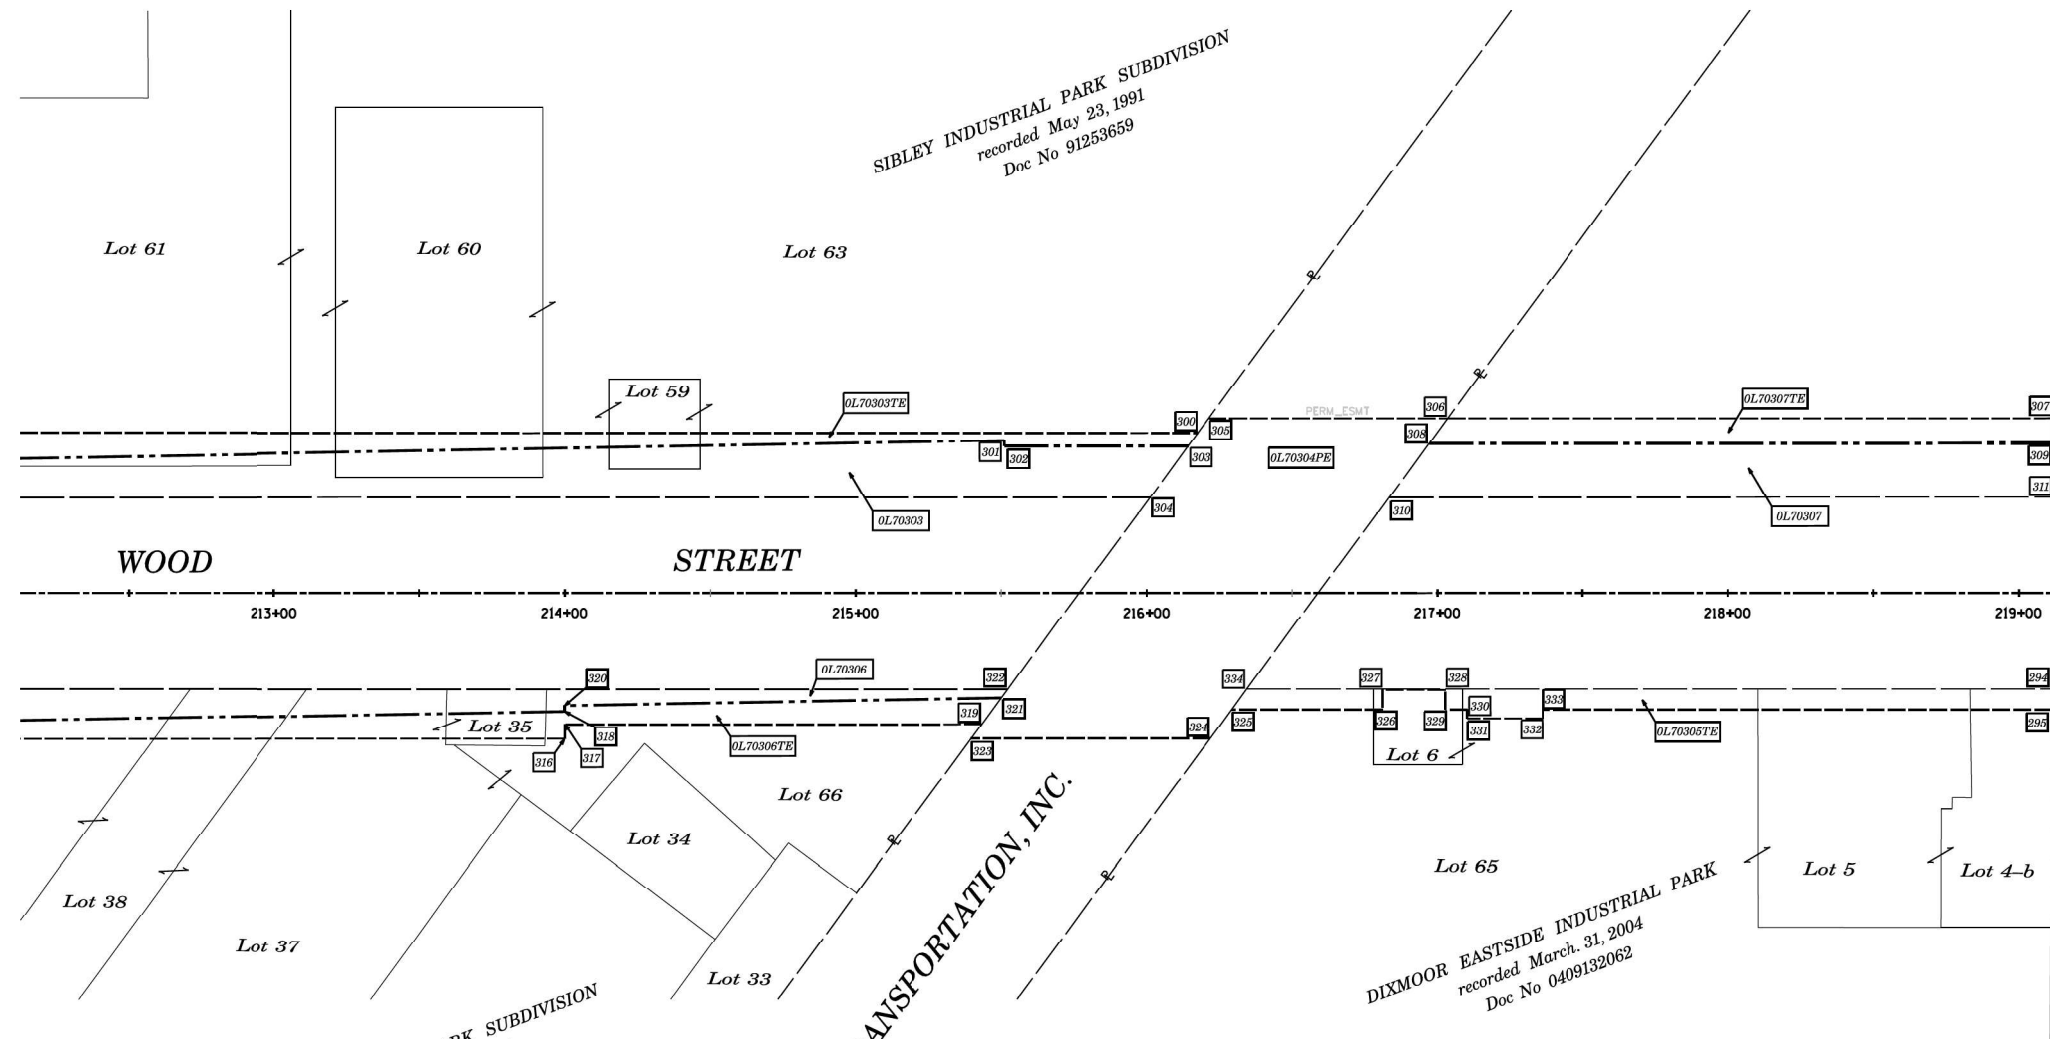 SIBLEY INDUSTRIAL PARK SUBDIVISION
recorded May 23, 1991
Doc No 91253659
Lot 61
Lot 60
Lot 63
Lot 59
0L70303TE
300
305
PERM_ESMT
306
308
0L70307TE
307
301
302
303
0L70304PE
309
304
0L70303
310
0L70307
311
WOOD STREET
213+00
214+00
215+00
216+00
217+00
218+00
219+00
320
0L70306
322
334
327
328
294
Lot 35
319
321
324
325
326
329
330
333
295
316
317
318
0L70306TE
323
331
332
0L70305TE
Lot 6
Lot 66
Lot 34
Lot 65
Lot 5
Lot 4-b
Lot 38
Lot 37
Lot 33
ANSPORTATION, INC.
RK SUBDIVISION
DIXMOOR EASTSIDE INDUSTRIAL PARK
recorded March. 31, 2004
Doc No 0409132062